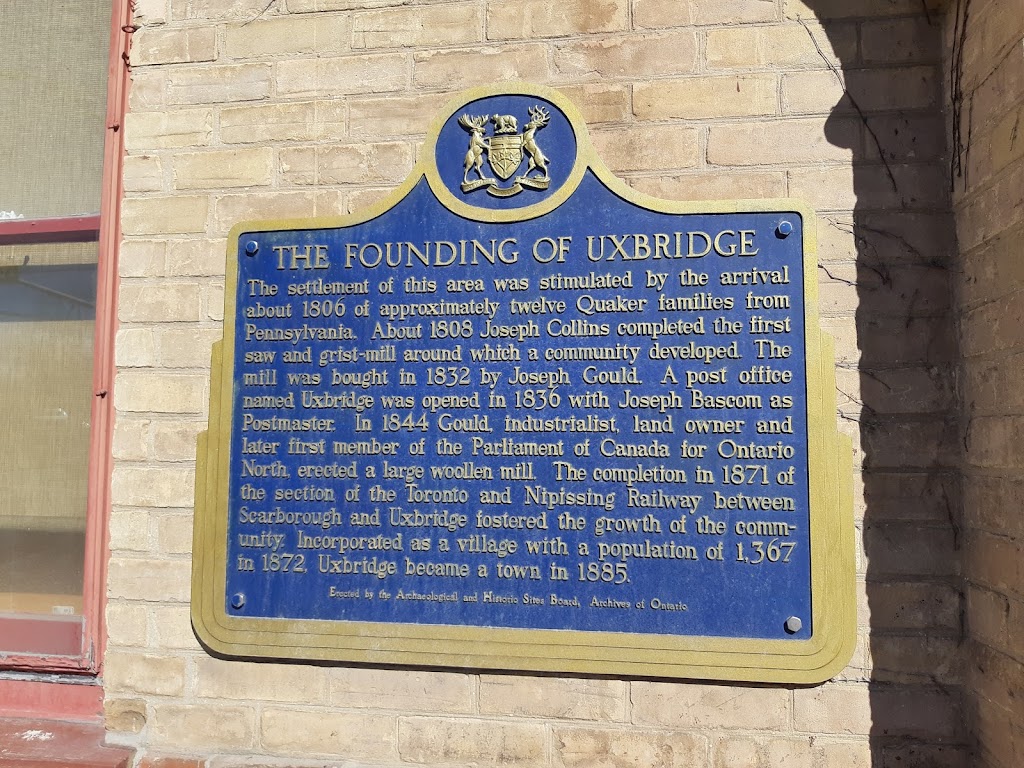 THE FOUNDING OF UXBRIDGE
The settlement of this area was stimulated by the arrival
about 1806 of approximately twelve Quaker families from
Pennsylvania. About 1808 Joseph Collins completed the first
saw and grist-mill around which a community developed. The
mill was bought in 1832 by Joseph Gould. A post office
named Uxbridge was opened in 1836 with Joseph Bascom as
Postmaster. In 1844 Gould, industrialist, land owner and
later first member of the Parliament of Canada for Ontario
North, erected a large woollen mill. The completion in 1871 of
the section of the Toronto and Nipissing Railway between
Scarborough and Uxbridge fostered the growth of the comm-
unity. Incorporated as a village with a population of 1,367
in 1872, Uxbridge became a town in 1885.
Erected by the Archaeological and Historic Sites Board, Archives of Ontario